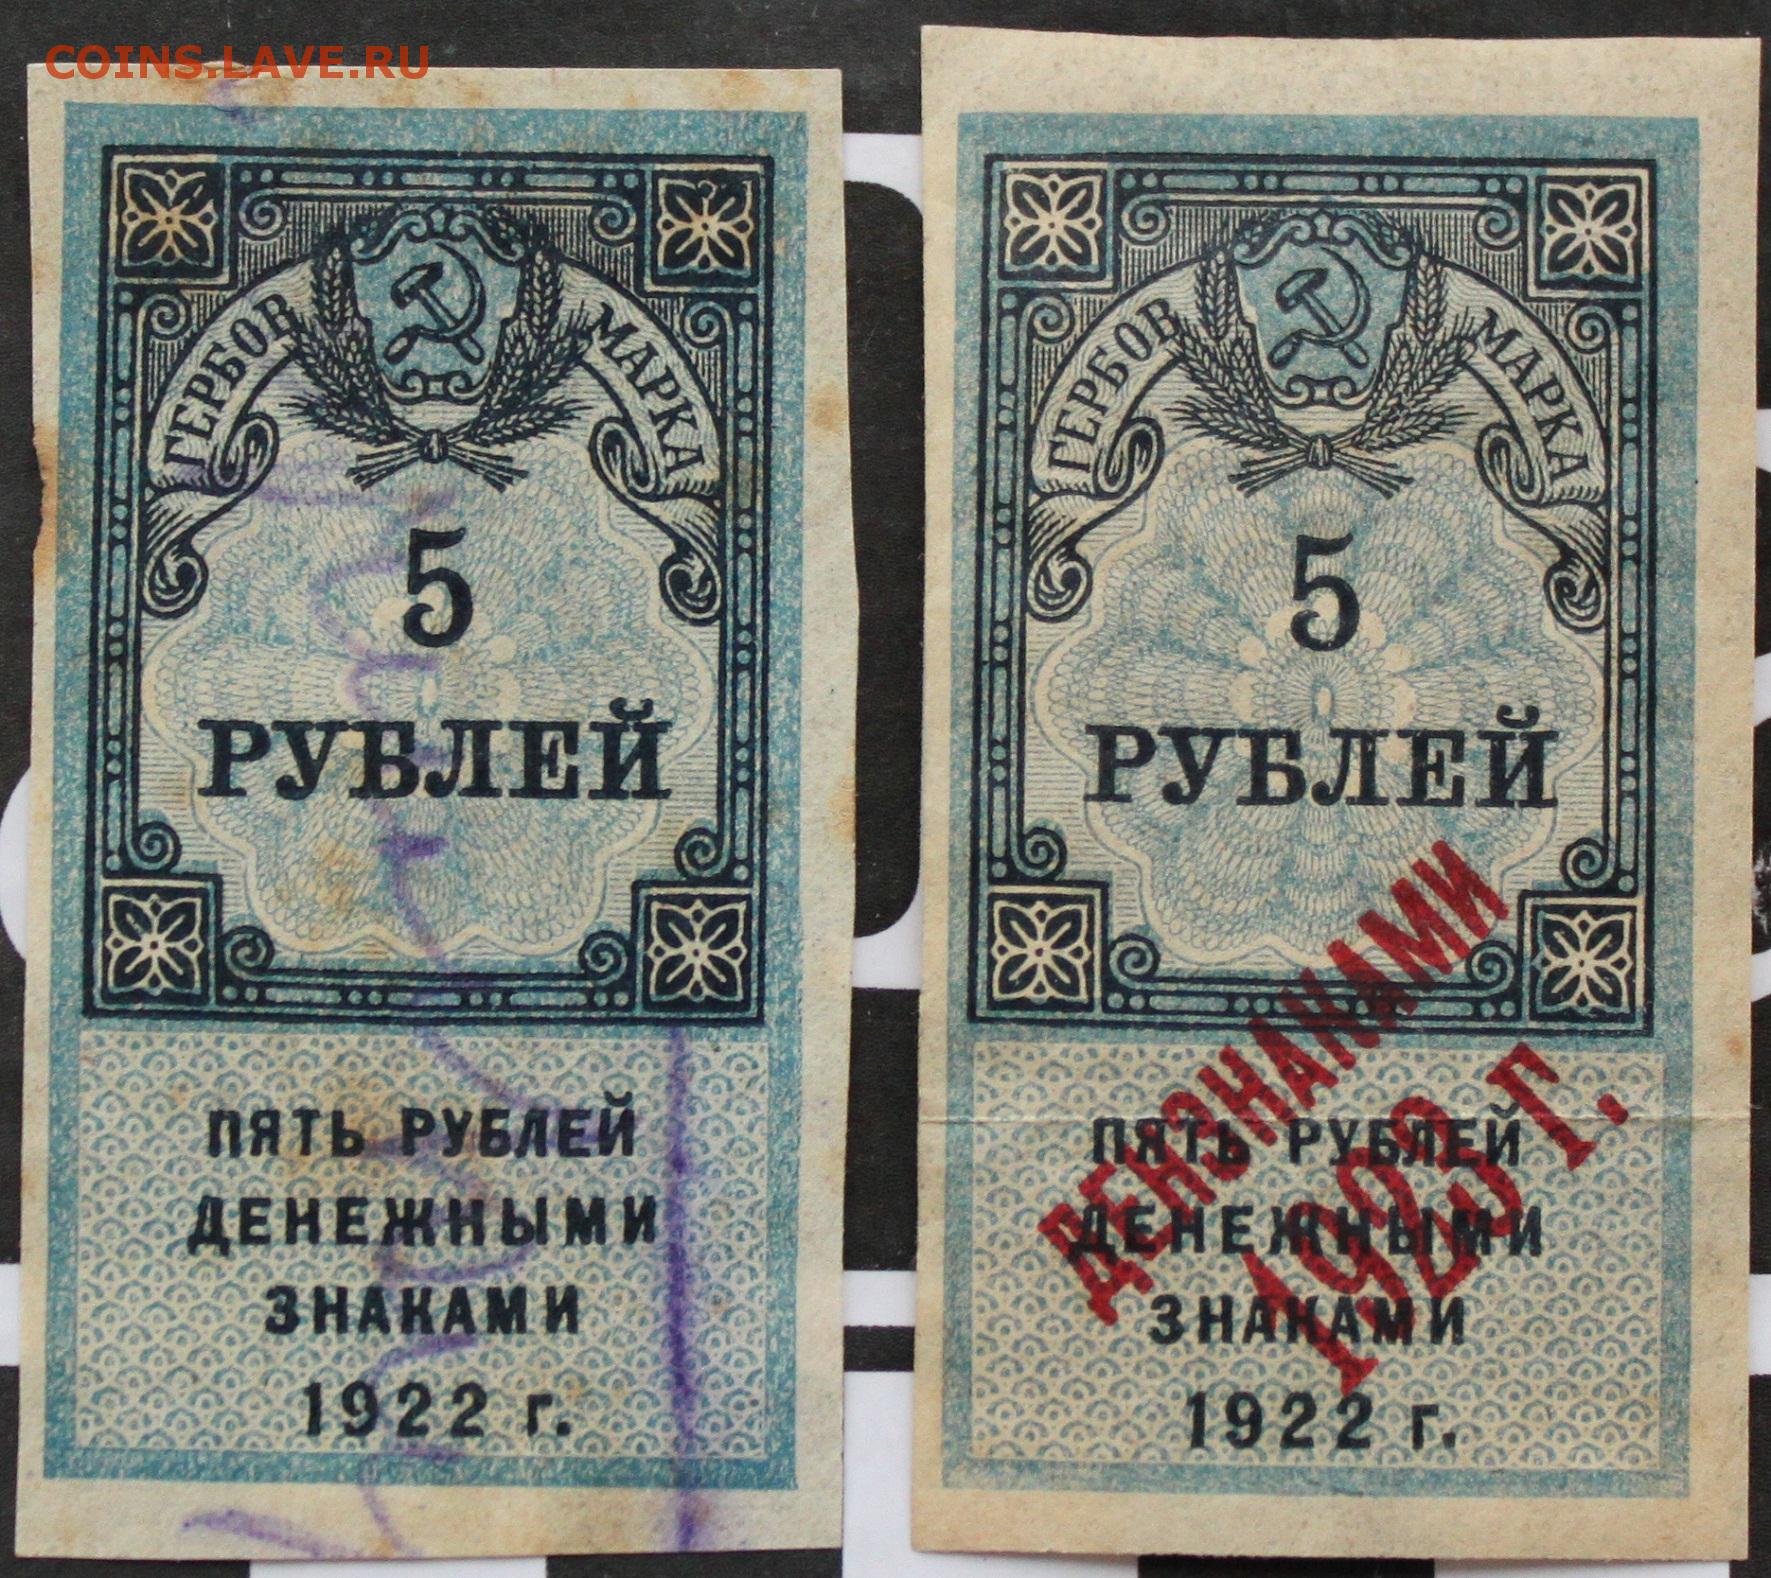 COINS.LAVE.RU
ГЕРБОВ МАРКА
5
РУБЛЕЙ
ПЯТЬ РУБЛЕЙ
ДЕНЕЖНЫМИ
ЗНАКАМИ
1922 г.
ГЕРБОВ МАРКА
5
РУБЛЕЙ
ПЯТЬ РУБЛЕЙ
ДЕНЕЖНЫМИ
ЗНАКАМИ
1922 г.
ДЕНЗНАКАМИ
1923 г.